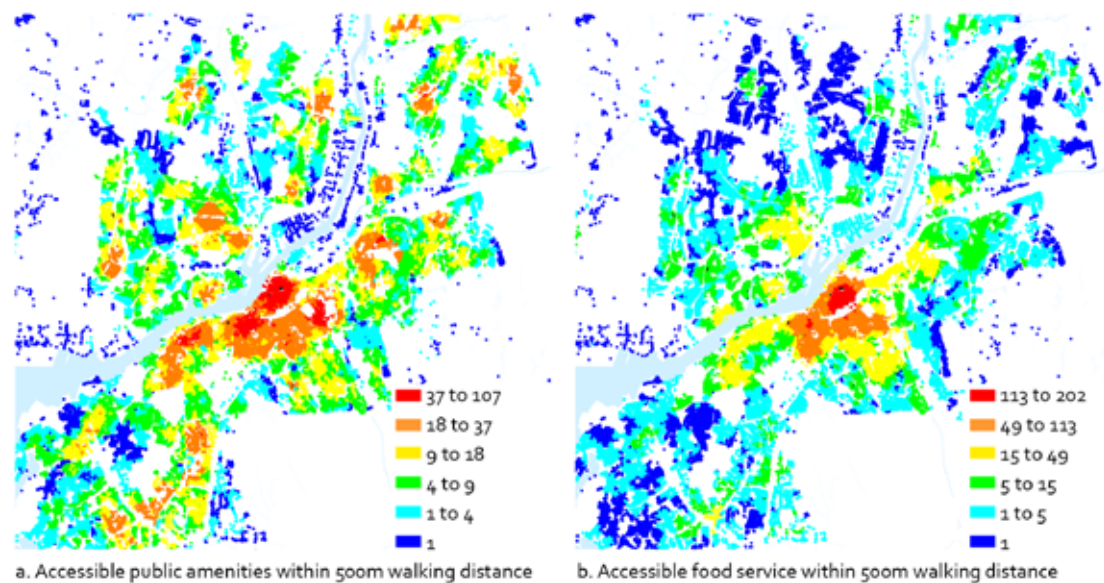 37 to 107
18 to 37
9 to 18
4 to 9
1 to 4
1
a. Accessible public amenities within 500m walking distance
113 to 202
49 to 113
15 to 49
5 to 15
1 to 5
1
b. Accessible food service within 500m walking distance